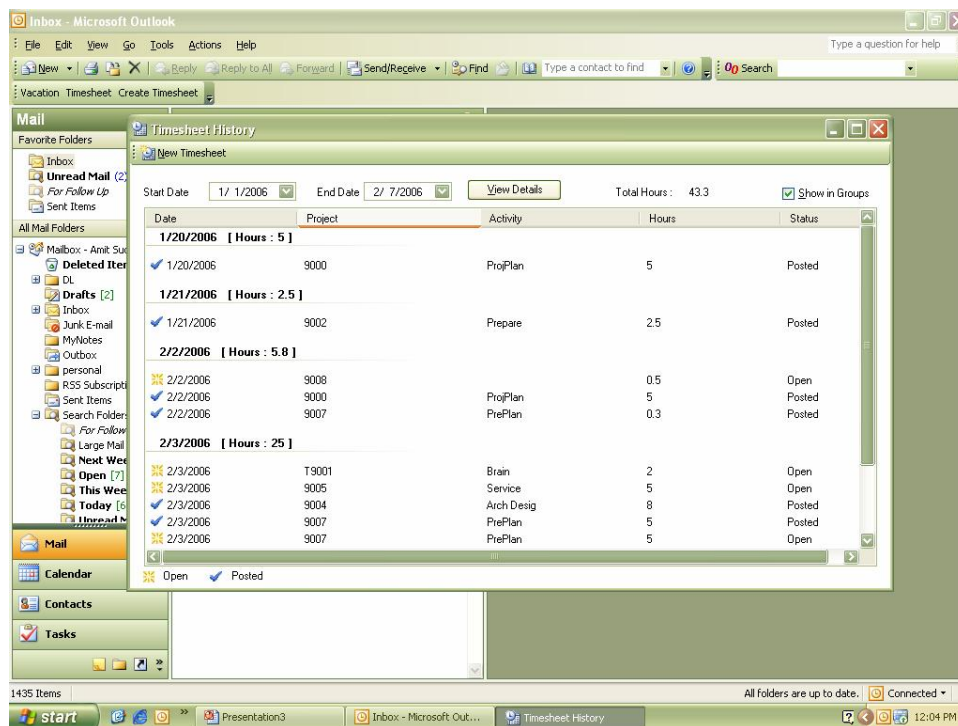 Inbox - Microsoft Outlook
File Edit View Go Tools Actions Help
Type a question for help
New Reply Reply to All Forward Send/Receive Find Type a contact to find Search
Vacation Timesheet Create Timesheet
Mail
Favorite Folders
Inbox
Unread Mail (2)
For Follow Up
Sent Items
All Mail Folders
Mailbox - Amit
Deleted
DL
Drafts [2]
Inbox
Junk E-mail
MyNotes
Outbox
personal
RSS
Sent Items
Search
For Follow
Large Mail
Next
Open [7]
This
Today
Unread
Mail
Calendar
Contacts
Tasks
Timesheet History
New Timesheet
Start Date 1/ 1/2006 End Date 2/ 7/2006 View Details Total Hours : 43.3 Show in Groups
Date Project Activity Hours Status
1/20/2006 [ Hours : 5 ]
1/20/2006 9000 ProjPlan 5 Posted
1/21/2006 [ Hours : 2.5 ]
1/21/2006 9002 Prepare 2.5 Posted
2/2/2006 [ Hours : 5.8 ]
2/2/2006 9008 0.5 Open
2/2/2006 9000 ProjPlan 5 Posted
2/2/2006 9007 PrePlan 0.3 Posted
2/3/2006 [ Hours : 25 ]
2/3/2006 T9001 Brain 2 Open
2/3/2006 9005 Service 5 Open
2/3/2006 9004 Arch Desig 8 Posted
2/3/2006 9007 PrePlan 5 Posted
2/3/2006 9007 PrePlan 5 Open
Open Posted
1435 Items All folders are up to date. Connected
start Presentation3 Inbox - Microsoft Out... Timesheet History 12:04 PM